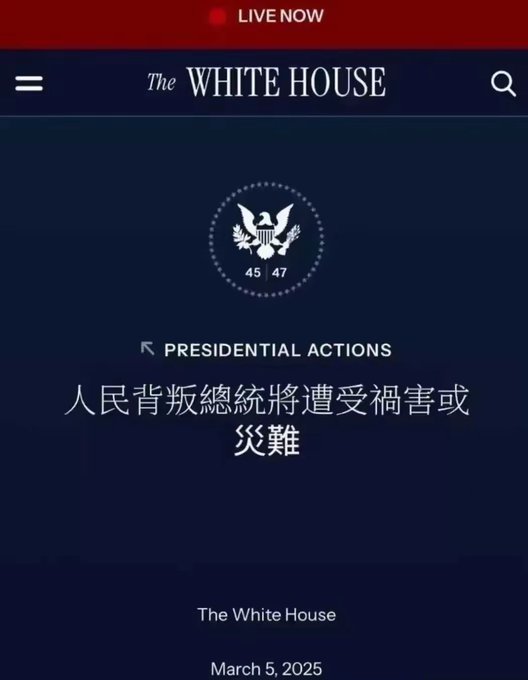 LIVE NOW
The WHITE HOUSE
45 | 47
PRESIDENTIAL ACTIONS
人民背叛總統將遭受禍害或
災難
The White House
March 5, 2025